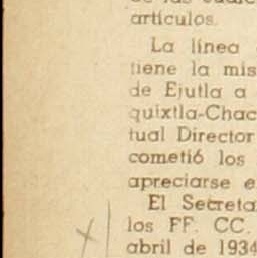 artículos.
La línea
tiene la mis
de Ejutla a
quixtla-Chac
tual Director
cometió los
apreciarse e
El Secreta
los FF. CC.
abril de 1934